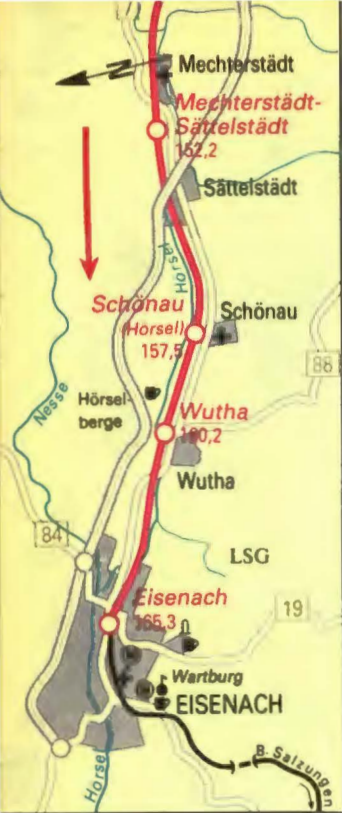 N
Mechterstädt
Mechterstädt-
Sättelstädt
152,2
Sättelstädt
Hörsel
Schönau
(Hörsel)
157,5
Schönau
88
Nesse
Hörsel-
berge
Wutha
160,2
Wutha
84
LSG
Eisenach
165,3
19
Wartburg
EISENACH
B. Salzungen
Hörsel